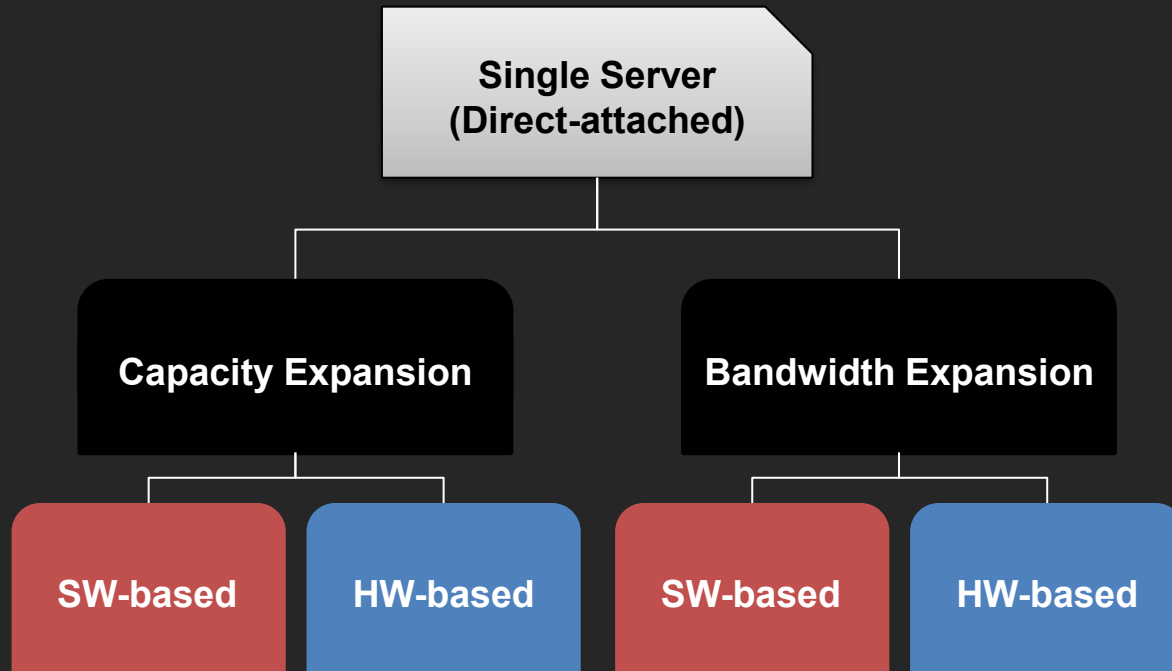 Single Server
(Direct-attached)
Capacity Expansion
Bandwidth Expansion
SW-based
HW-based
SW-based
HW-based